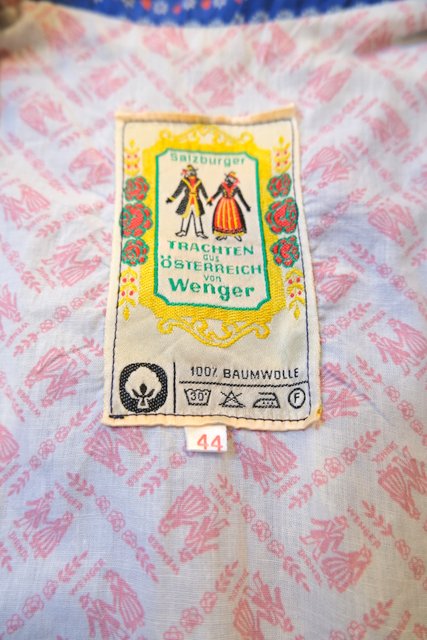 Salzburger
TRACHTEN
aus
ÖSTERREICH
von
Wenger
100% BAUMWOLLE
30°
F
44